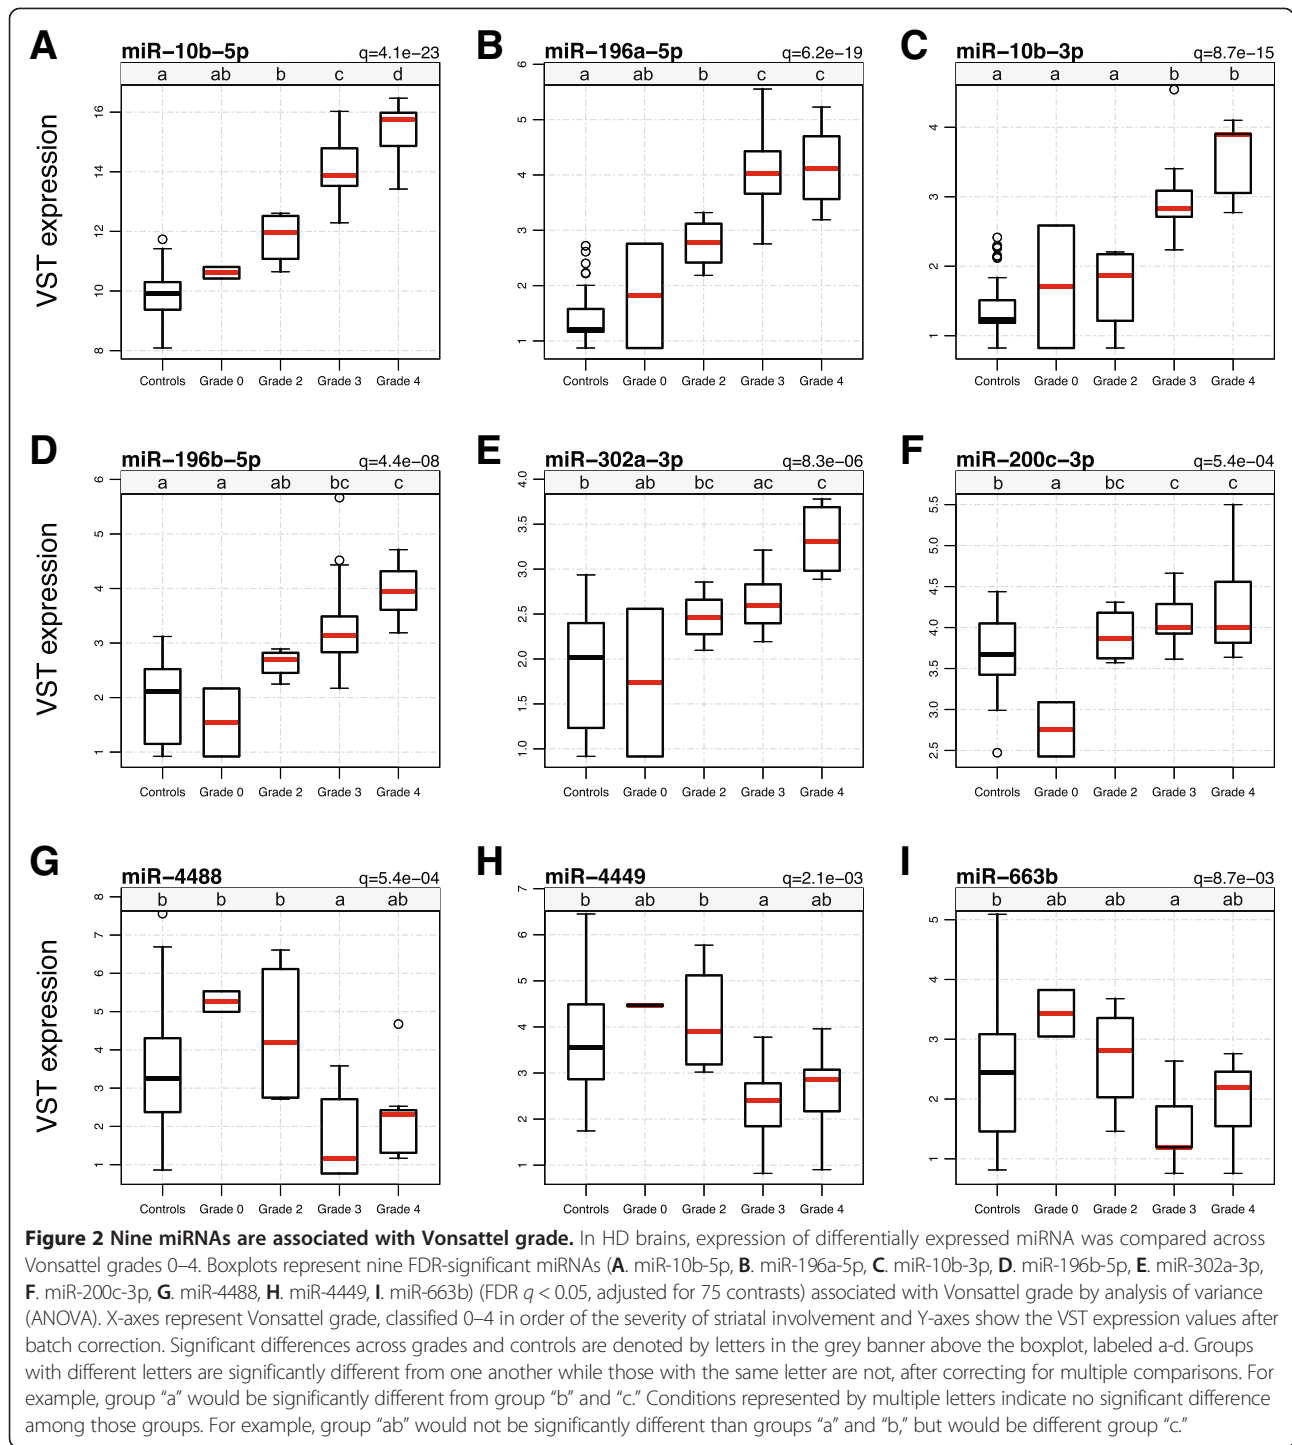 A
miR−10b−5p
q=4.1e−23
a ab b c d
VST expression
16
14
12
10
8
Controls Grade 0 Grade 2 Grade 3 Grade 4
B
miR−196a−5p
q=6.2e−19
a ab b c c
6
5
4
3
2
1
Controls Grade 0 Grade 2 Grade 3 Grade 4
C
miR−10b−3p
q=8.7e−15
a a a b b
4
3
2
1
Controls Grade 0 Grade 2 Grade 3 Grade 4
D
miR−196b−5p
q=4.4e−08
a a ab bc c
VST expression
6
5
4
3
2
1
Controls Grade 0 Grade 2 Grade 3 Grade 4
E
miR−302a−3p
q=8.3e−06
b ab bc ac c
4.0
3.5
3.0
2.5
2.0
1.5
1.0
Controls Grade 0 Grade 2 Grade 3 Grade 4
F
miR−200c−3p
q=5.4e−04
b a bc c c
5.5
5.0
4.5
4.0
3.5
3.0
2.5
Controls Grade 0 Grade 2 Grade 3 Grade 4
G
miR−4488
q=5.4e−04
b b b a ab
VST expression
8
7
6
5
4
3
2
1
Controls Grade 0 Grade 2 Grade 3 Grade 4
H
miR−4449
q=2.1e−03
b ab b a ab
7
6
5
4
3
2
1
Controls Grade 0 Grade 2 Grade 3 Grade 4
I
miR−663b
q=8.7e−03
b ab ab a ab
5
4
3
2
1
Controls Grade 0 Grade 2 Grade 3 Grade 4
Figure 2 Nine miRNAs are associated with Vonsattel grade. In HD brains, expression of differentially expressed miRNA was compared across
Vonsattel grades 0–4. Boxplots represent nine FDR-significant miRNAs (A. miR-10b-5p, B. miR-196a-5p, C. miR-10b-3p, D. miR-196b-5p, E. miR-302a-3p,
F. miR-200c-3p, G. miR-4488, H. miR-4449, I. miR-663b) (FDR q < 0.05, adjusted for 75 contrasts) associated with Vonsattel grade by analysis of variance
(ANOVA). X-axes represent Vonsattel grade, classified 0–4 in order of the severity of striatal involvement and Y-axes show the VST expression values after
batch correction. Significant differences across grades and controls are denoted by letters in the grey banner above the boxplot, labeled a-d. Groups
with different letters are significantly different from one another while those with the same letter are not, after correcting for multiple comparisons. For
example, group “a” would be significantly different from group “b” and “c.” Conditions represented by multiple letters indicate no significant difference
among those groups. For example, group “ab” would not be significantly different than groups “a” and “b,” but would be different group “c.”